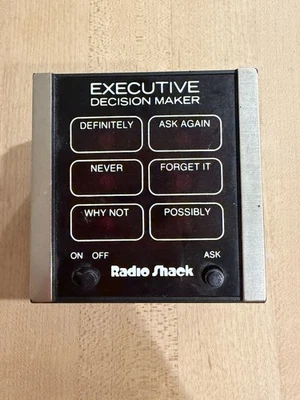 EXECUTIVE
DECISION MAKER
DEFINITELY ASK AGAIN
NEVER FORGET IT
WHY NOT POSSIBLY
ON OFF ASK
Radio Shack